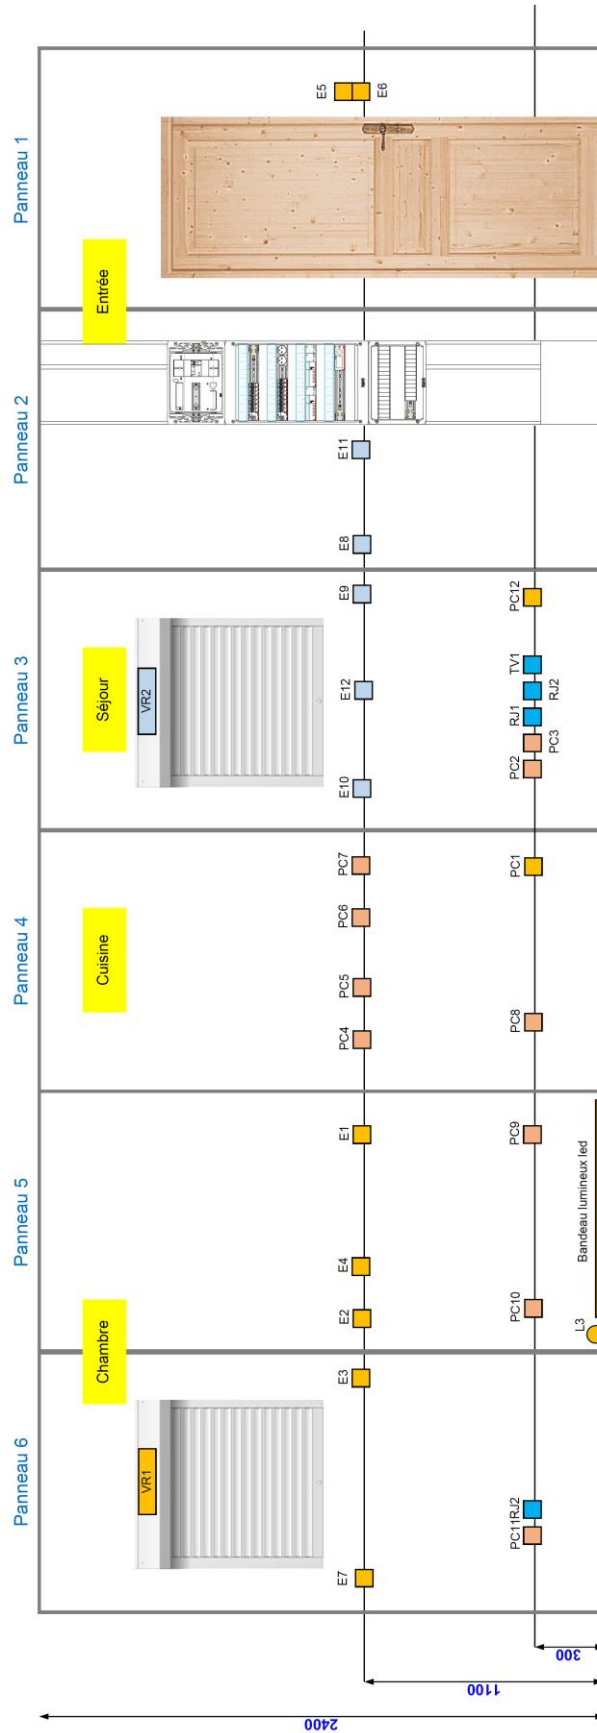 Panneau 6
Panneau 5
Panneau 4
Panneau 3
Panneau 2
Panneau 1
Chambre
Cuisine
Séjour
Entrée
VR1
VR2
E5
E7
E3
E2
E4
E1
PC4
PC5
PC6
PC7
E10
E12
E9
E8
E11
E6
PC11
RJ2
PC10
PC9
PC8
PC1
PC2
PC3
RJ1
RJ2
TV1
PC12
L3
Bandeau lumineux led
2400
1100
300